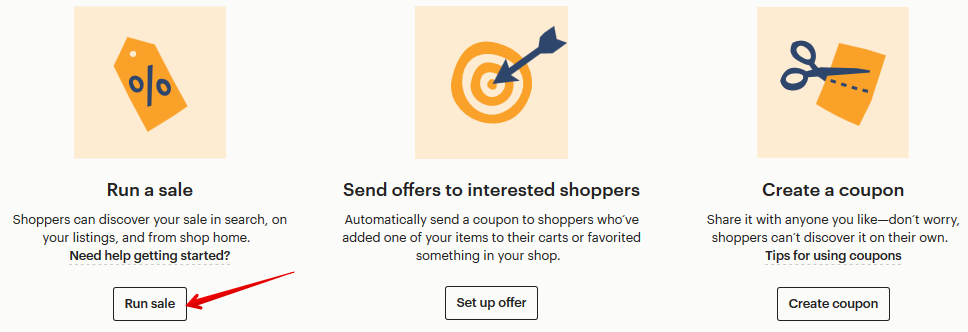 %
Run a sale
Shoppers can discover your sale in search, on
your listings, and from shop home.
Need help getting started?
Run sale
Send offers to interested shoppers
Automatically send a coupon to shoppers who’ve
added one of your items to their carts or favorited
something in your shop.
Set up offer
Create a coupon
Share it with anyone you like—don’t worry,
shoppers can’t discover it on their own.
Tips for using coupons
Create coupon